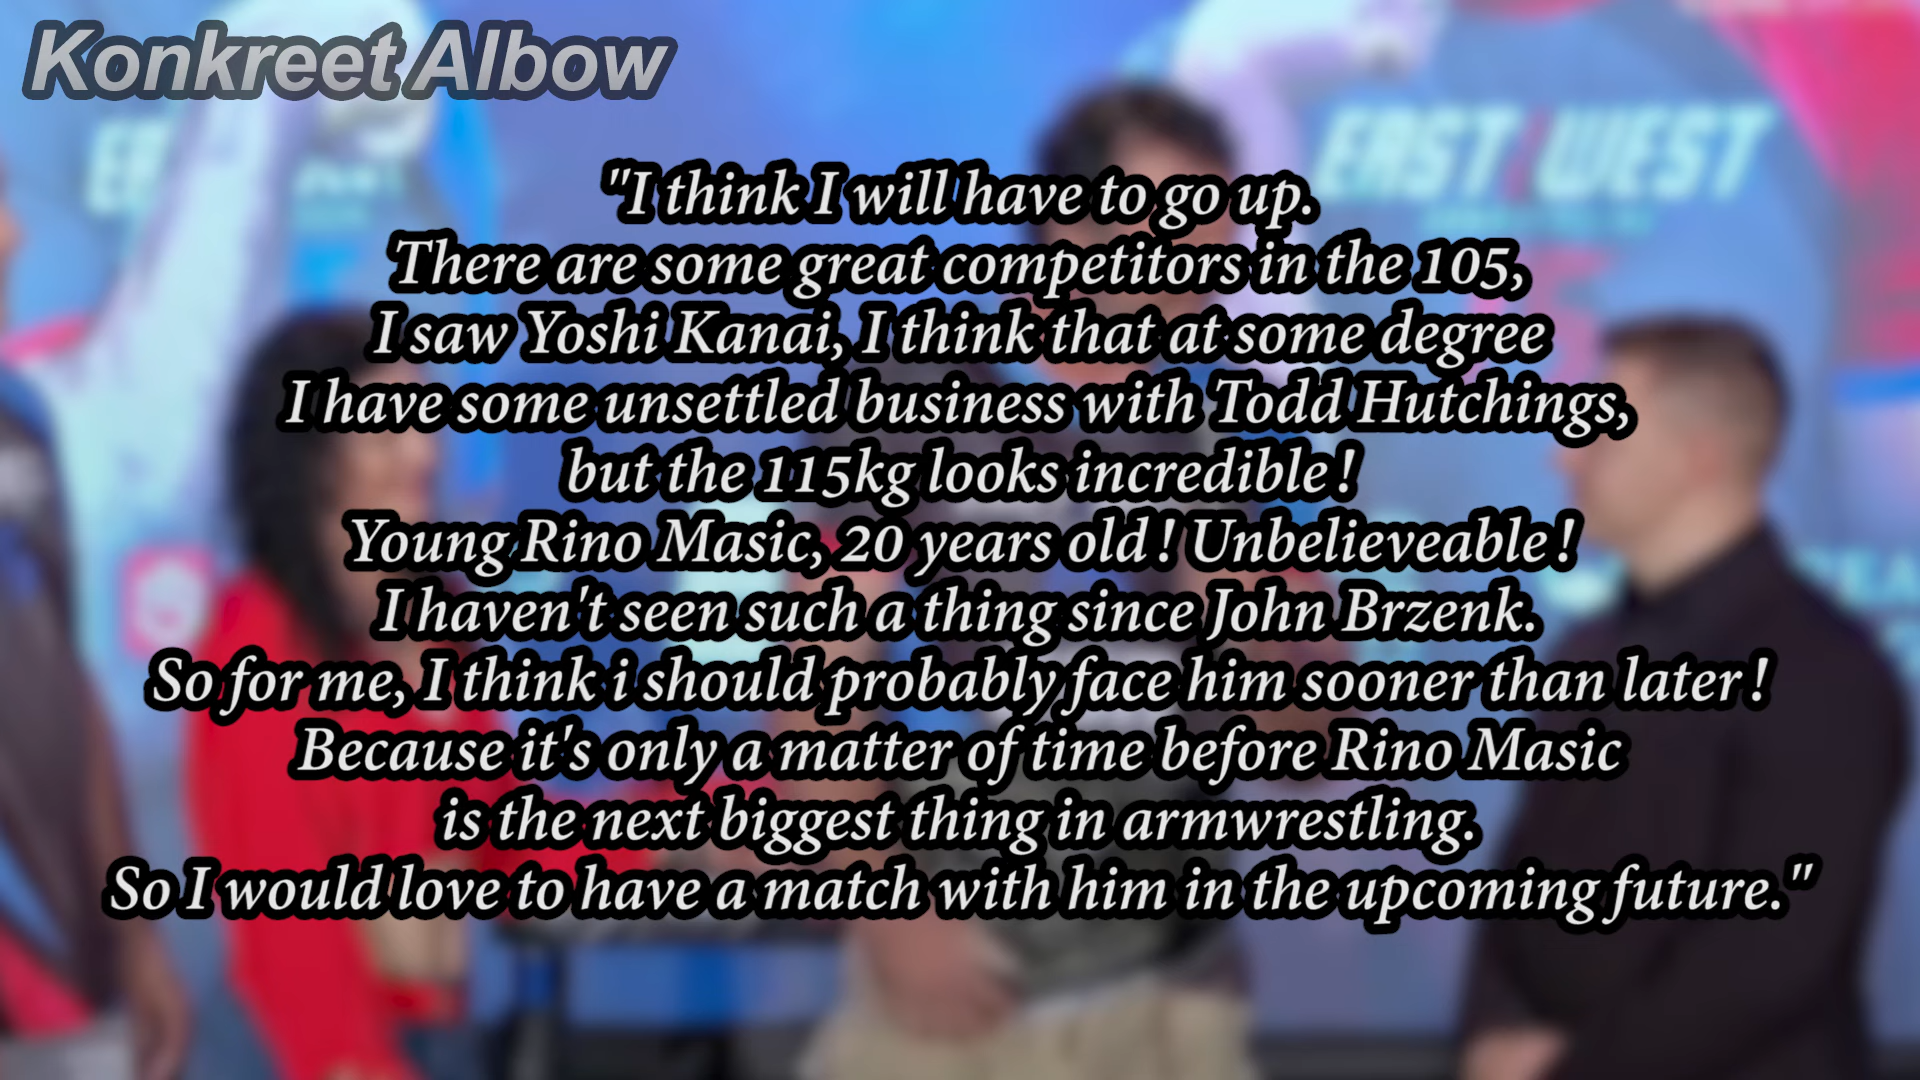 Konkreet Albow
EAST WEST
"I think I will have to go up.
There are some great competitors in the 105,
I saw Yoshi Kanai, I think that at some degree
I have some unsettled business with Todd Hutchings,
but the 115kg looks incredible!
Young Rino Masic, 20 years old! Unbelieveable!
I haven't seen such a thing since John Brzenk.
So for me, I think i should probably face him sooner than later!
Because it's only a matter of time before Rino Masic
is the next biggest thing in armwrestling.
So I would love to have a match with him in the upcoming future."